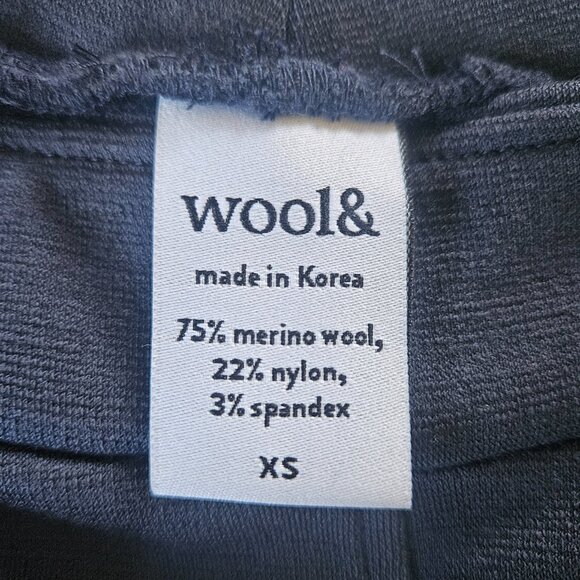 wool&
made in Korea
75% merino wool,
22% nylon,
3% spandex
XS